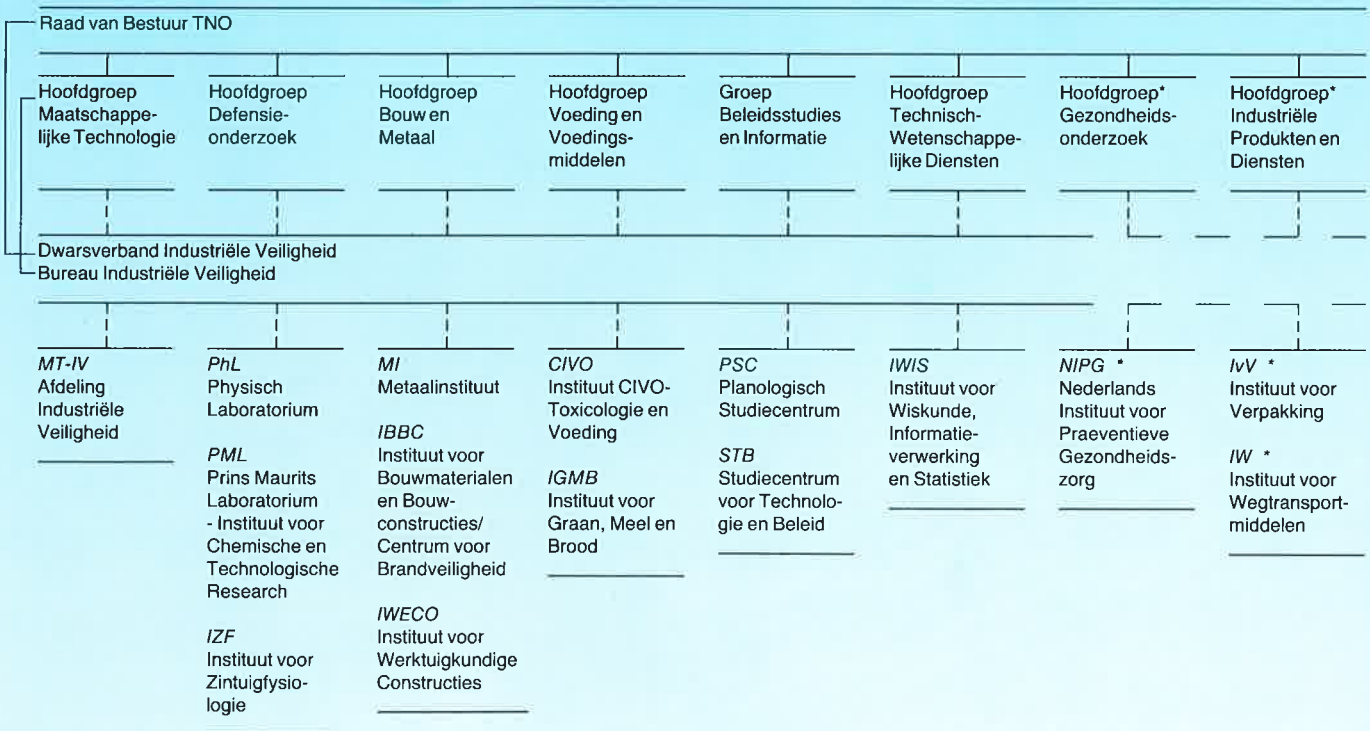 Raad van Bestuur TNO
Hoofdgroep
Maatschappe-
lijke Technologie
Hoofdgroep
Defensie-
onderzoek
Hoofdgroep
Bouw en
Metaal
Hoofdgroep
Voeding en
Voedings-
middelen
Groep
Beleidsstudies
en Informatie
Hoofdgroep
Technisch-
Wetenschappe-
lijke Diensten
Hoofdgroep*
Gezondheids-
onderzoek
Hoofdgroep*
Industriële
Produkten en
Diensten
Dwarsverband Industriële Veiligheid
Bureau Industriële Veiligheid
MT-IV
Afdeling
Industriële
Veiligheid
PhL
Physisch
Laboratorium
PML
Prins Maurits
Laboratorium
- Instituut voor
Chemische en
Technologische
Research
IZF
Instituut voor
Zintuigfysio-
logie
MI
Metaalinstituut
IBBC
Instituut voor
Bouwmaterialen
en Bouw-
constructies/
Centrum voor
Brandveiligheid
IWECO
Instituut voor
Werktuigkundige
Constructies
CIVO
Instituut CIVO-
Toxicologie en
Voeding
IGMB
Instituut voor
Graan, Meel en
Brood
PSC
Planologisch
Studiecentrum
STB
Studiecentrum
voor Technolo-
gie en Beleid
IWIS
Instituut voor
Wiskunde,
Informatie-
verwerking
en Statistiek
NIPG *
Nederlands
Instituut voor
Praeventieve
Gezondheids-
zorg
IvV *
Instituut voor
Verpakking
IW *
Instituut voor
Wegtransport-
middelen